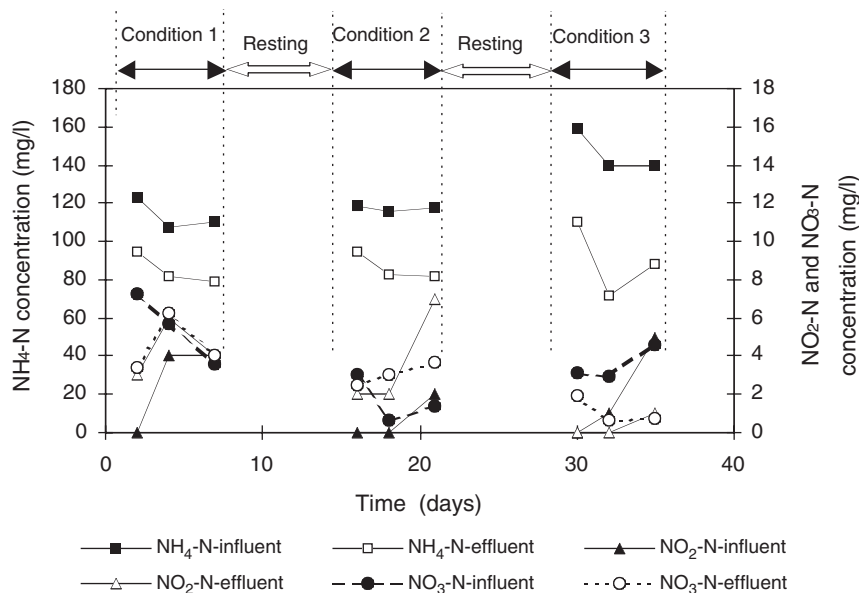 Condition 1
Resting
Condition 2
Resting
Condition 3
180
160
140
120
100
80
60
40
20
0
NH₄-N concentration (mg/l)
18
16
14
12
10
8
6
4
2
0
NO₂-N and NO₃-N
concentration (mg/l)
0 10 20 30 40
Time (days)
NH₄-N-influent NH₄-N-effluent NO₂-N-influent
NO₂-N-effluent NO₃-N-influent NO₃-N-effluent